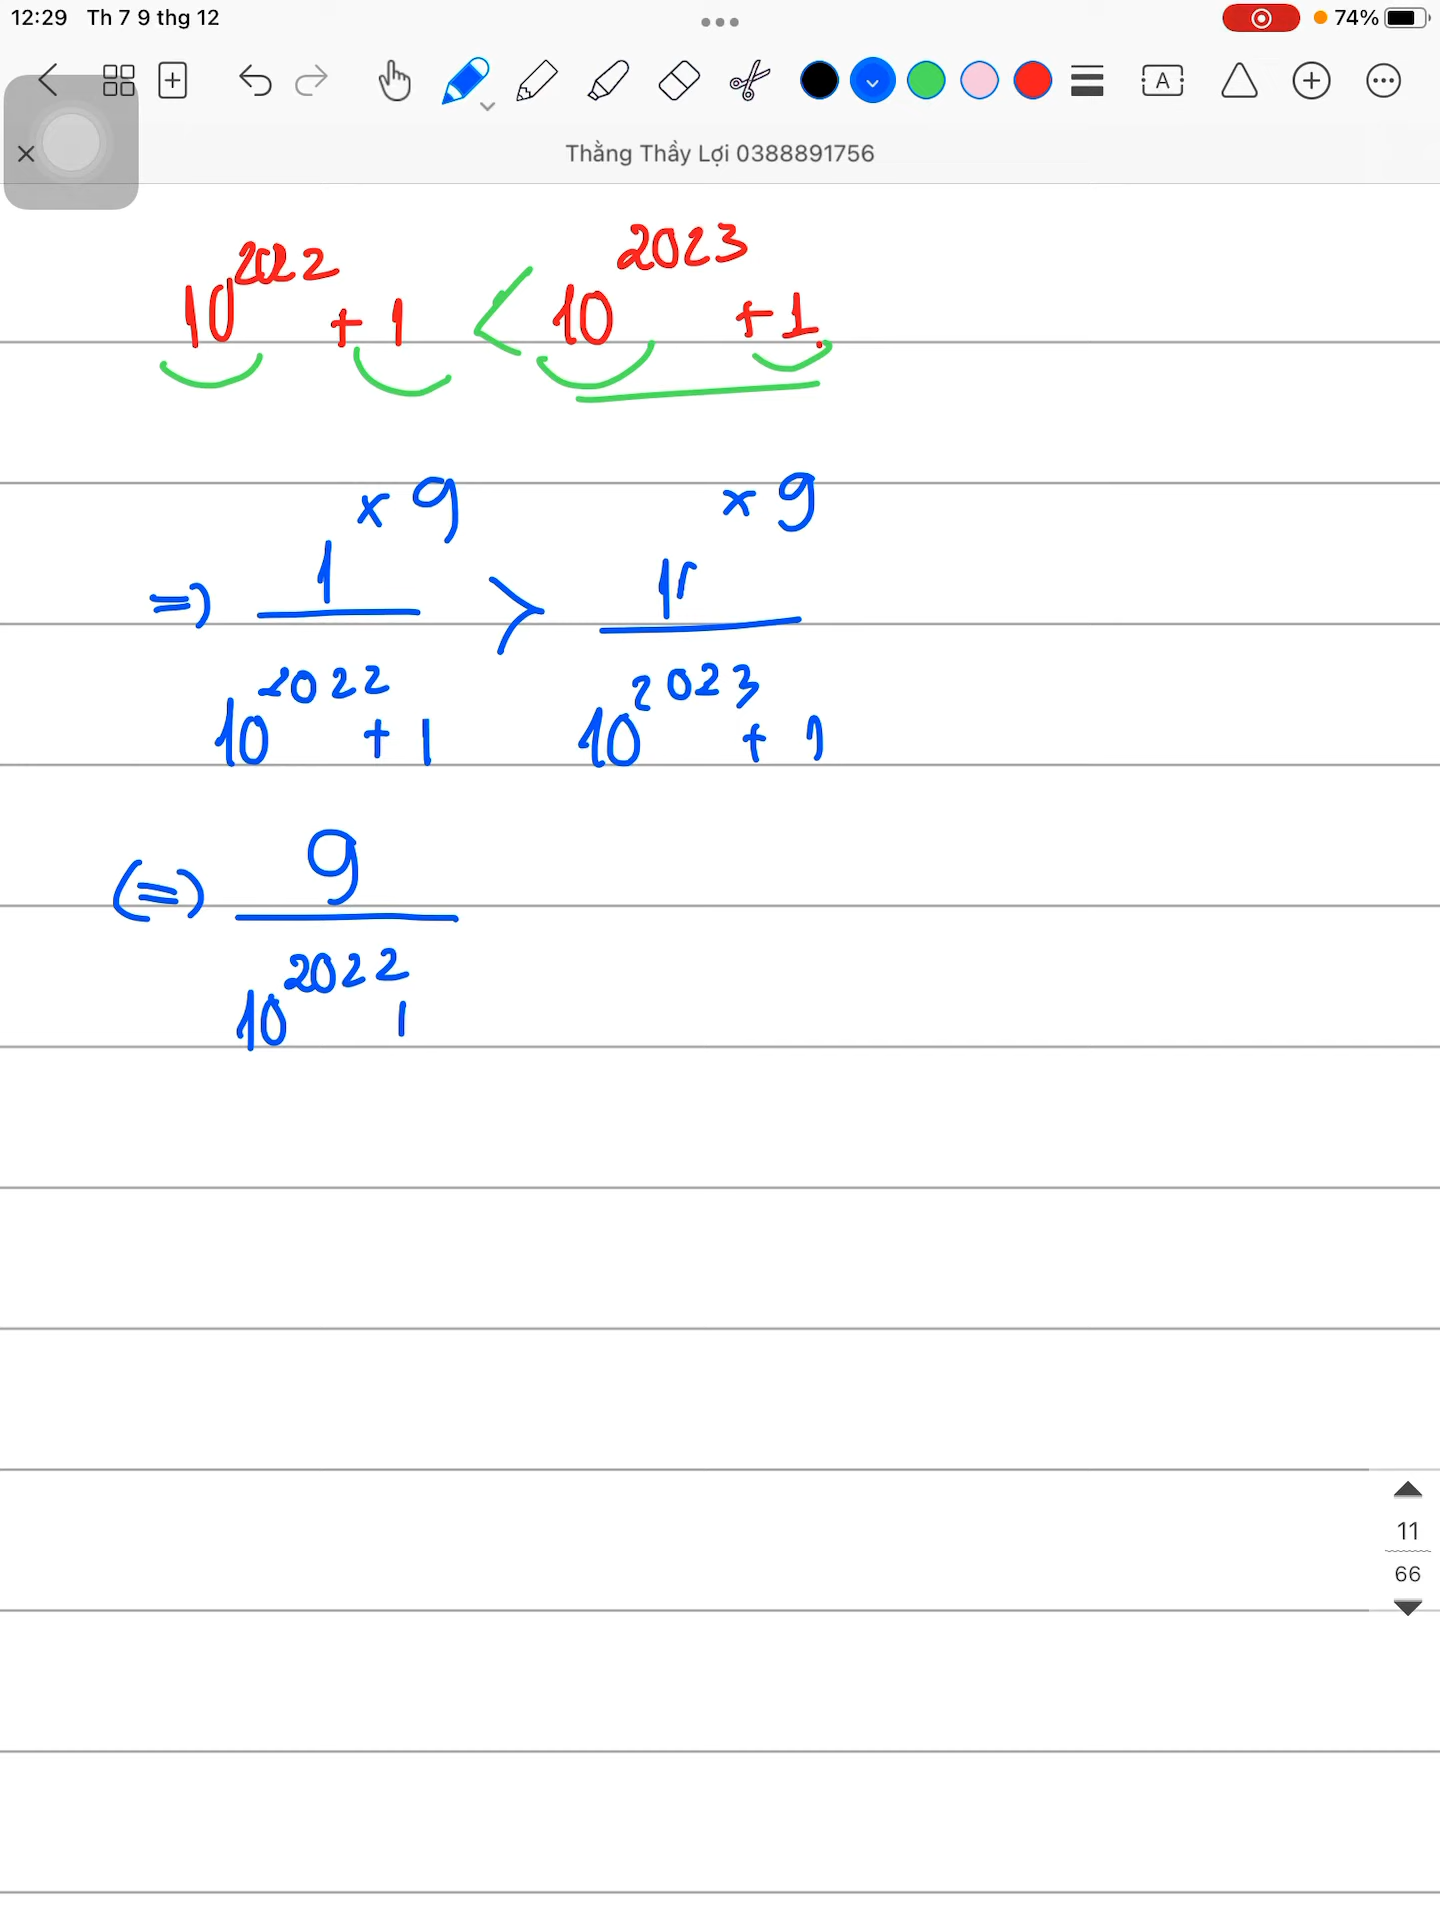 12:29 Th 7 9 thg 12 74%
A
Thằng Thầy Lợi 0388891756
10^2022 + 1 < 10^2023 + 1
× 9 × 9
=> 1 / 10^2022 + 1 > 1 / 10^2023 + 1
<=> 9 / 10^2022 1
11
66